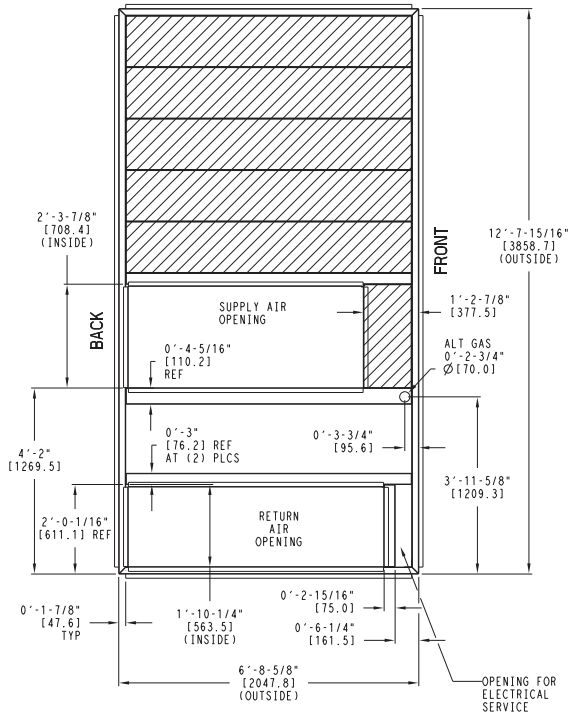 2'-3-7/8"
[708.4]
(INSIDE)
12'-7-15/16"
[3858.7]
(OUTSIDE)
FRONT
BACK
SUPPLY AIR
OPENING
1'-2-7/8"
[377.5]
0'-4-5/16"
[110.2]
REF
ALT GAS
0'-2-3/4"
Ø[70.0]
4'-2"
[1269.5]
0'-3"
[76.2] REF
AT (2) PLCS
0'-3-3/4"
[95.6]
3'-11-5/8"
[1209.3]
2'-0-1/16"
[611.1] REF
RETURN
AIR
OPENING
0'-1-7/8"
[47.6]
TYP
1'-10-1/4"
[563.5]
(INSIDE)
0'-2-15/16"
[75.0]
0'-6-1/4"
[161.5]
6'-8-5/8"
[2047.8]
(OUTSIDE)
OPENING FOR
ELECTRICAL
SERVICE